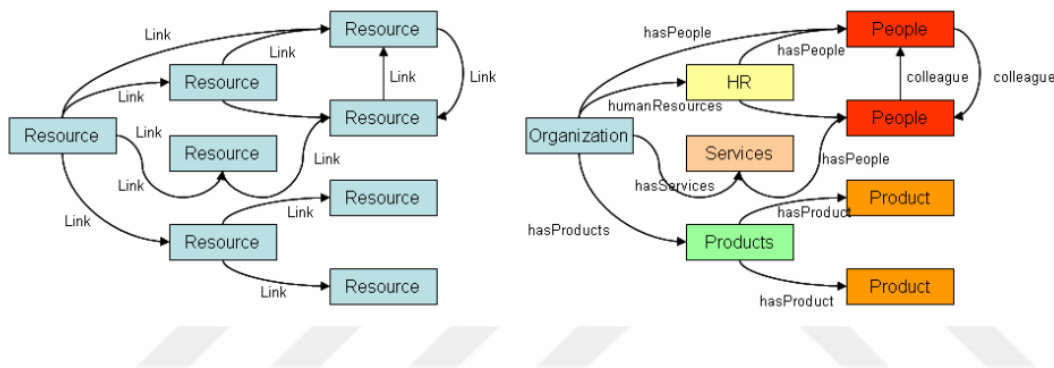 Link
Resource
Link
Resource
Link
Link
Link
Link
Resource
Resource
Link
Resource
Link
Link
Link
Resource
Link
Resource
Link
Resource
hasPeople
People
hasPeople
HR
colleague
colleague
humanResources
People
Organization
Services
hasPeople
hasServices
Product
hasProduct
hasProducts
Products
Product
hasProduct